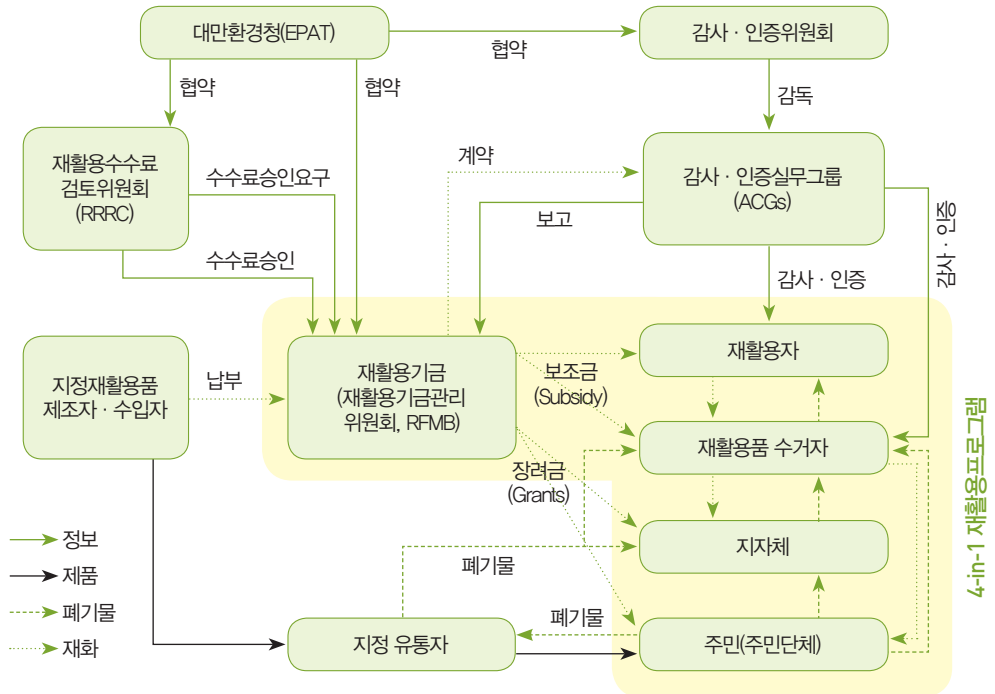 대만환경청(EPAT)
협약
감사 · 인증위원회
협약
협약
감독
재활용수수료
검토위원회
(RRRC)
수수료승인요구
계약
감사 · 인증실무그룹
(ACGs)
보고
수수료승인
감사 · 인증
감사 · 인증
지정재활용품
제조자 · 수입자
납부
재활용기금
(재활용기금관리
위원회, RFMB)
보조금
(Subsidy)
재활용자
재활용품 수거자
장려금
(Grants)
지자체
4-in-1 재활용프로그램
정보
제품
폐기물
재화
폐기물
지정 유통자
폐기물
주민(주민단체)